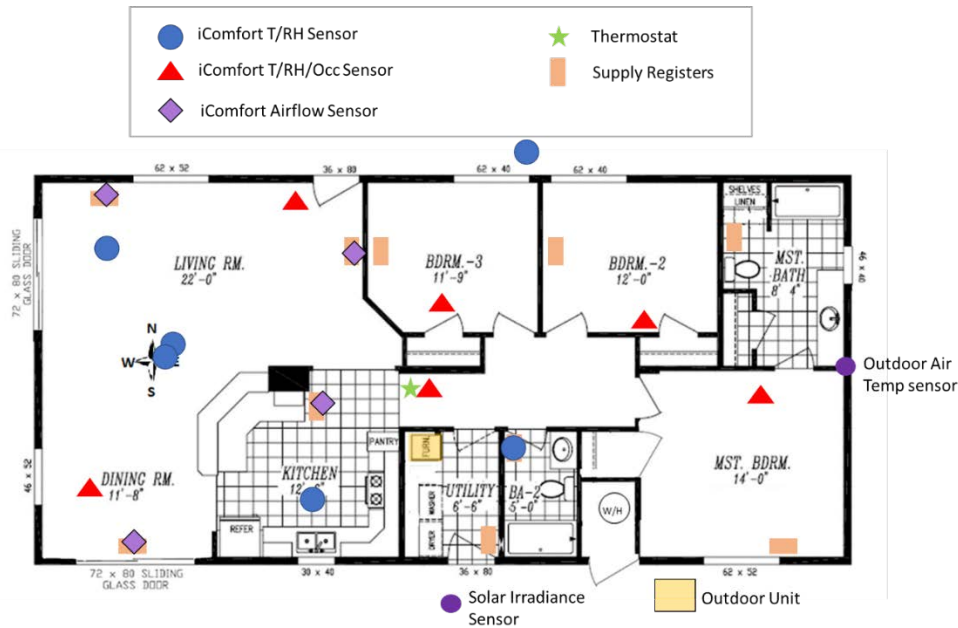 iComfort T/RH Sensor
Thermostat
iComfort T/RH/Occ Sensor
Supply Registers
iComfort Airflow Sensor
62 x 52
36 x 80
62 x 40
62 x 40
SHELVES
LINEN
72 x 80 SLIDING
GLASS DOOR
LIVING RM.
22'-0"
BDRM.-3
11'-9"
BDRM.-2
12'-0"
MST.
BATH
8' 4"
46 x 40
N
W E
S
Outdoor Air
Temp sensor
PANTRY
FURN.
46 x 52
DINING RM.
11'-8"
KITCHEN
UTILITY
6'-6"
BA-2
5'-0"
MST. BDRM.
14'-0"
WASHER
DRYER
W/H
REFER
72 x 80 SLIDING
GLASS DOOR
30 x 40
36 x 80
62 x 52
Solar Irradiance
Sensor
Outdoor Unit